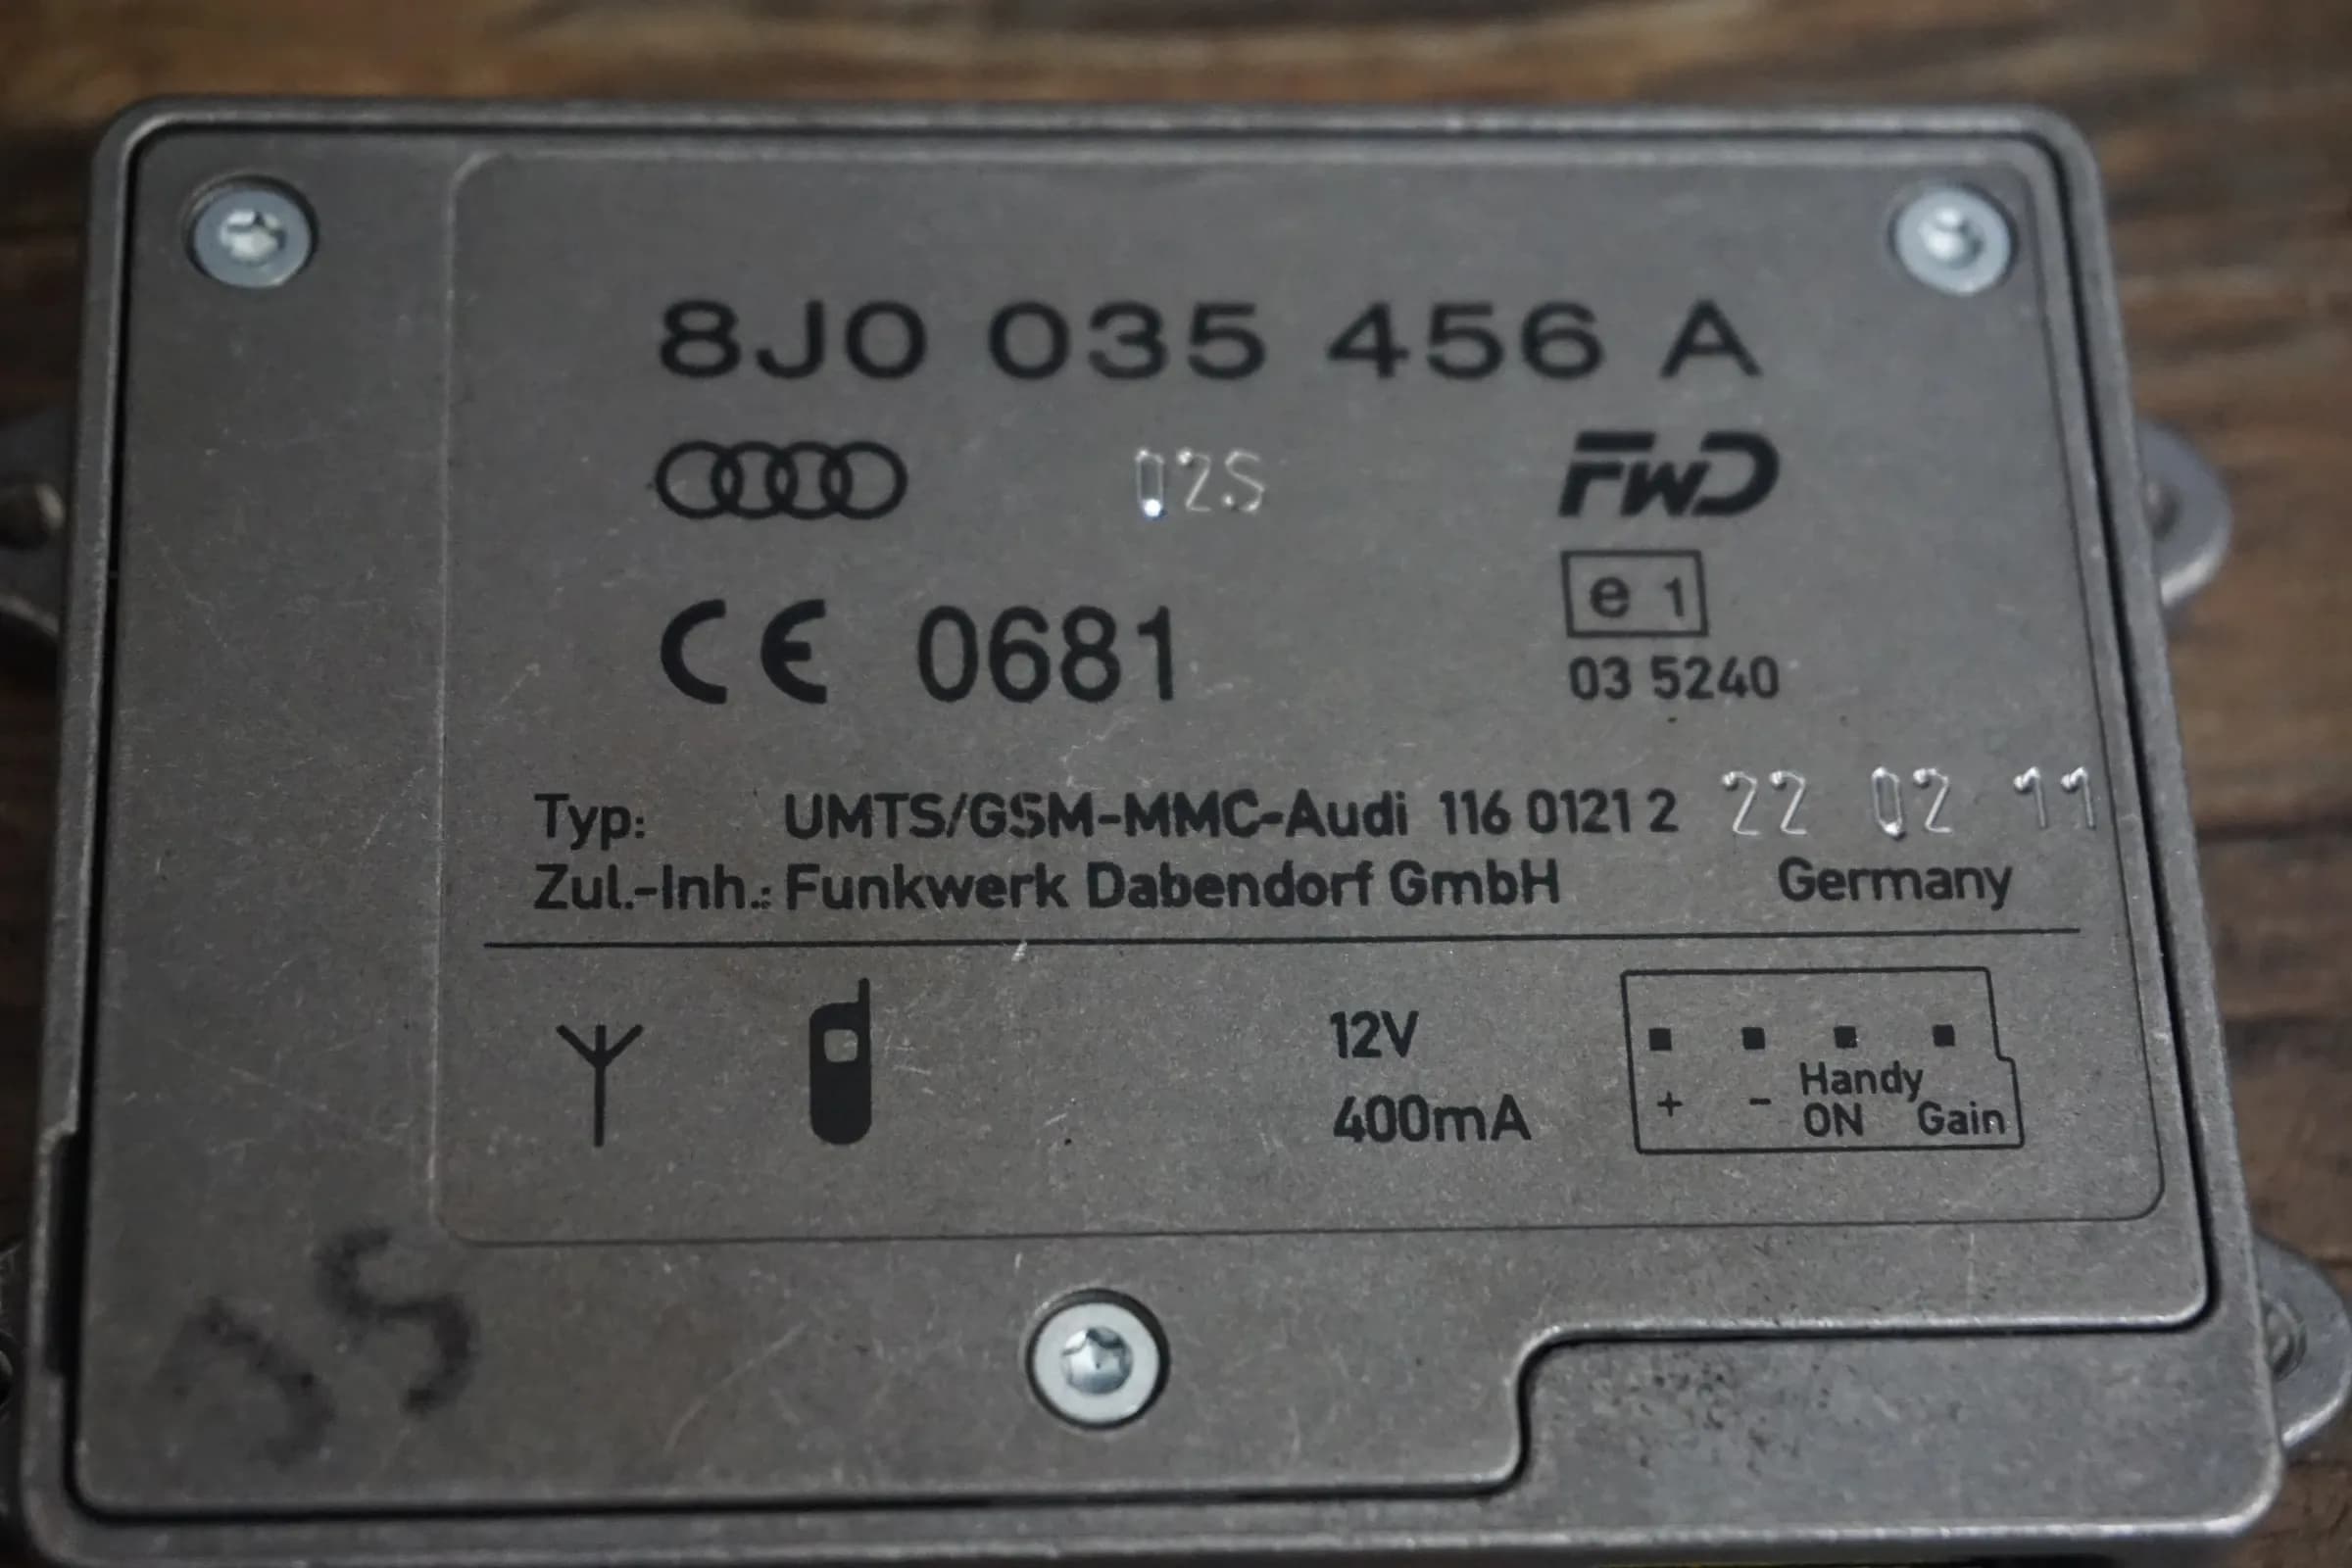 8J0 035 456 A
02S FWD
CE 0681
e 1
03 5240
Typ: UMTS/GSM-MMC-Audi 116 0121 2 22 02 11
Zul.-Inh.: Funkwerk Dabendorf GmbH Germany
12V
400mA
+ - Handy
ON Gain